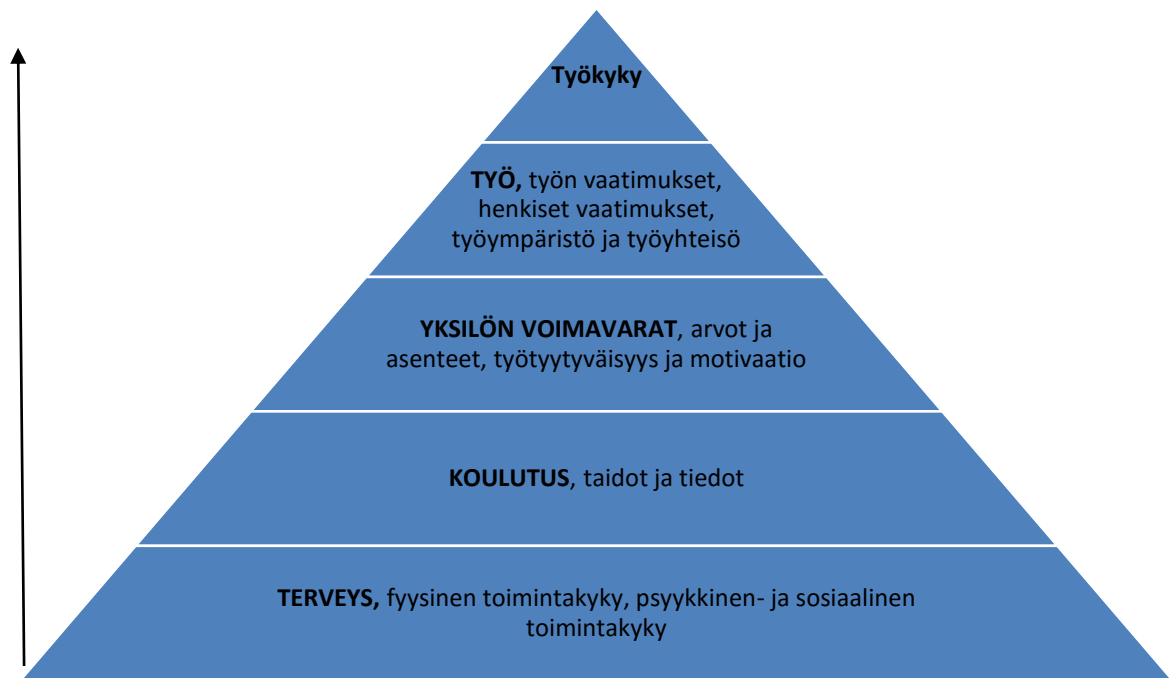 Työkyky
TYÖ, työn vaatimukset,
henkiset vaatimukset,
työympäristö ja työyhteisö
YKSILÖN VOIMAVARAT, arvot ja
asenteet, työtyytyväisyys ja motivaatio
KOULUTUS, taidot ja tiedot
TERVEYS, fyysinen toimintakyky, psyykkinen- ja sosiaalinen
toimintakyky